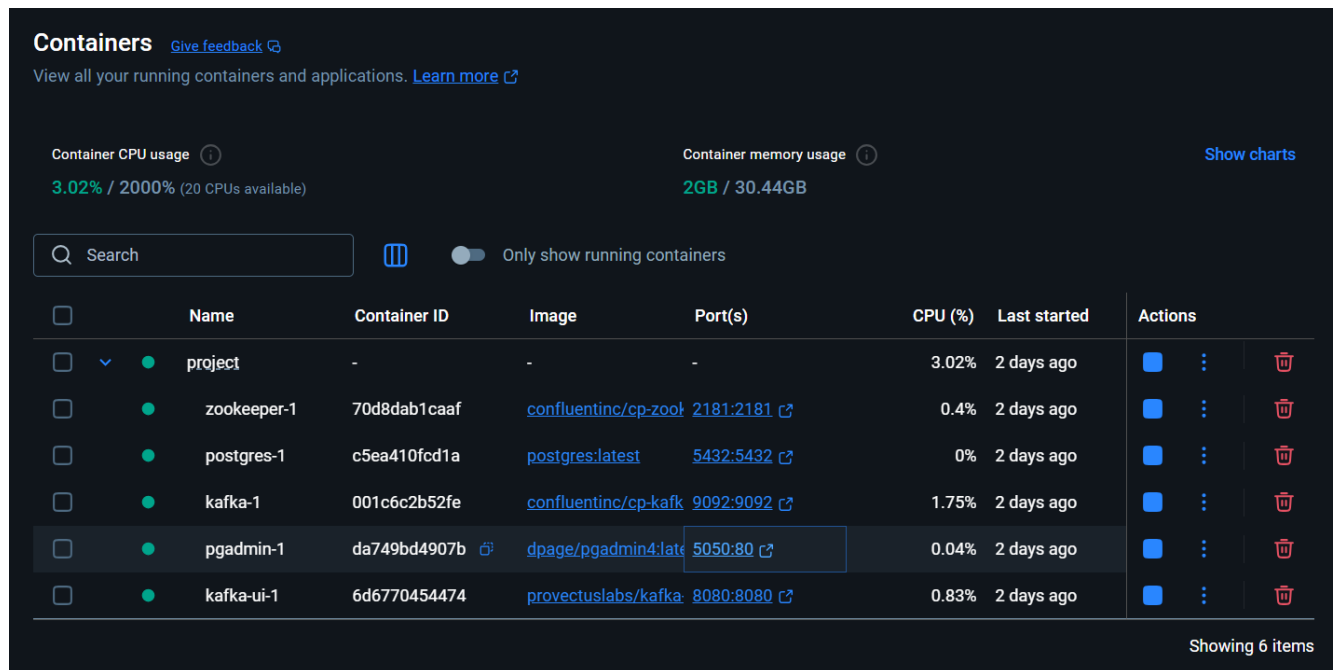 Containers Give feedback
View all your running containers and applications. Learn more
Container CPU usage
3.02% / 2000% (20 CPUs available)
Container memory usage
2GB / 30.44GB
Show charts
Search
Only show running containers
Name Container ID Image Port(s) CPU (%) Last started Actions
project - - - 3.02% 2 days ago
zookeeper-1 70d8dab1caaf confluentinc/cp-zook 2181:2181 0.4% 2 days ago
postgres-1 c5ea410fcd1a postgres:latest 5432:5432 0% 2 days ago
kafka-1 001c6c2b52fe confluentinc/cp-kafk 9092:9092 1.75% 2 days ago
pgadmin-1 da749bd4907b dpage/pgadmin4:late 5050:80 0.04% 2 days ago
kafka-ui-1 6d6770454474 provectuslabs/kafka- 8080:8080 0.83% 2 days ago
Showing 6 items